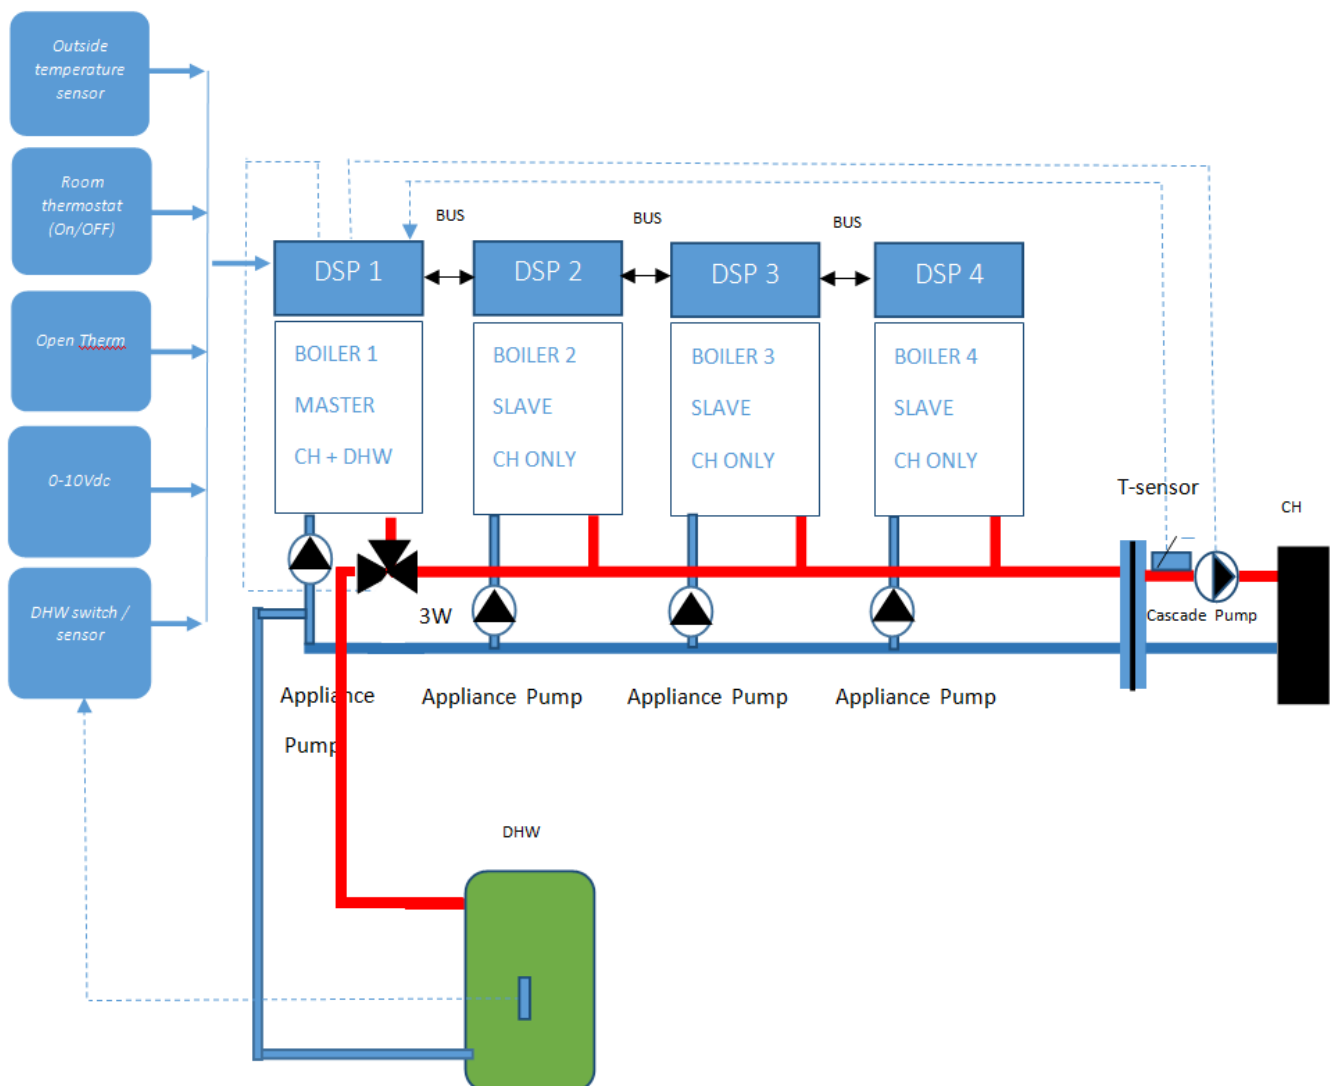 Outside
temperature
sensor
Room
thermostat
(On/OFF)
Open Therm
0-10Vdc
DHW switch /
sensor
BUS
BUS
BUS
DSP 1
DSP 2
DSP 3
DSP 4
BOILER 1
MASTER
CH + DHW
BOILER 2
SLAVE
CH ONLY
BOILER 3
SLAVE
CH ONLY
BOILER 4
SLAVE
CH ONLY
T-sensor
CH
3W
Cascade Pump
Appliance
Pump
Appliance Pump
Appliance Pump
Appliance Pump
DHW